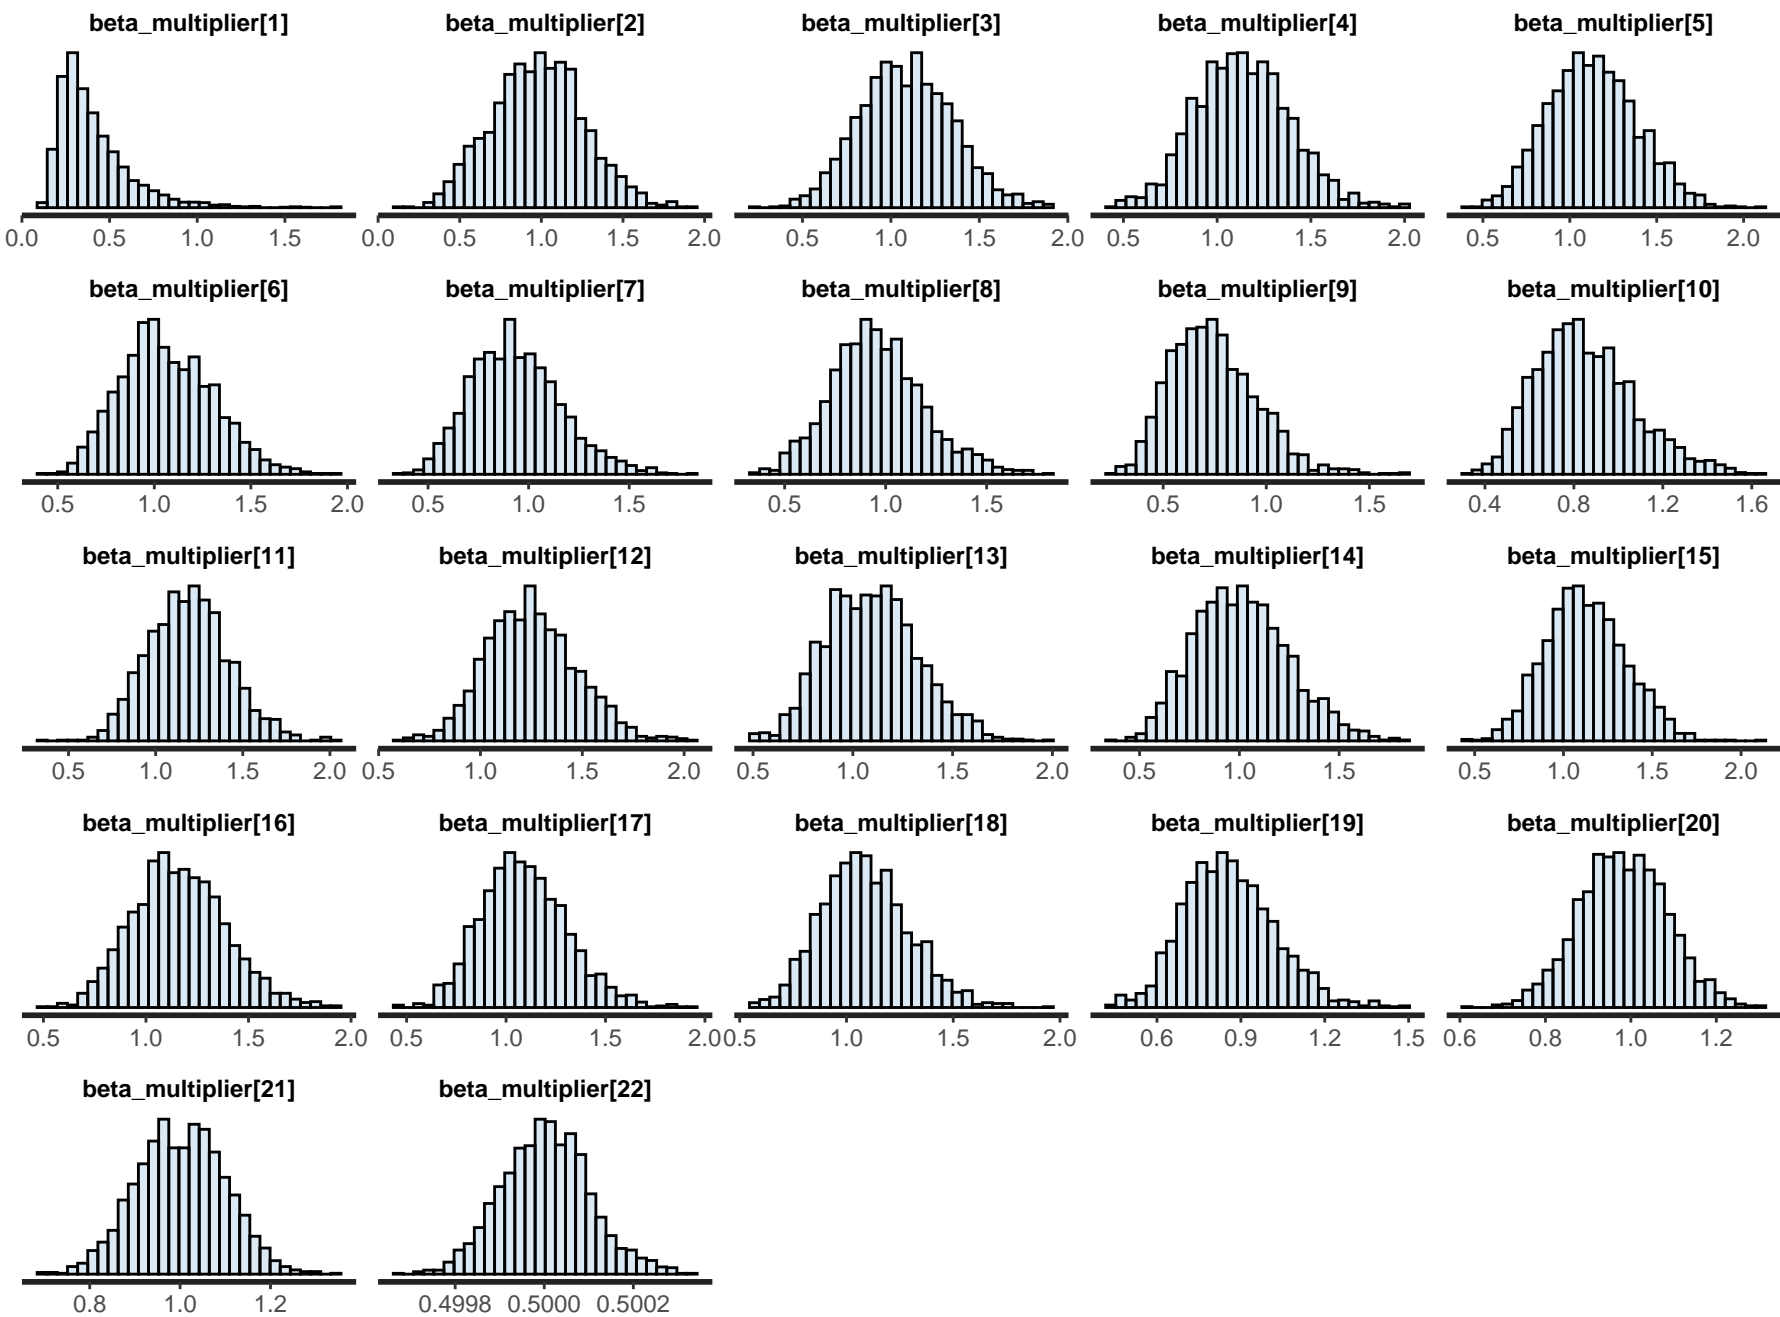 beta_multiplier[1] beta_multiplier[2] beta_multiplier[3] beta_multiplier[4] beta_multiplier[5]
0.0 0.5 1.0 1.5 0.0 0.5 1.0 1.5 2.0 0.5 1.0 1.5 2.0 0.5 1.0 1.5 2.0 0.5 1.0 1.5 2.0
beta_multiplier[6] beta_multiplier[7] beta_multiplier[8] beta_multiplier[9] beta_multiplier[10]
0.5 1.0 1.5 2.0 0.5 1.0 1.5 0.5 1.0 1.5 0.5 1.0 1.5 0.4 0.8 1.2 1.6
beta_multiplier[11] beta_multiplier[12] beta_multiplier[13] beta_multiplier[14] beta_multiplier[15]
0.5 1.0 1.5 2.0 0.5 1.0 1.5 2.0 0.5 1.0 1.5 2.0 0.5 1.0 1.5 0.5 1.0 1.5 2.0
beta_multiplier[16] beta_multiplier[17] beta_multiplier[18] beta_multiplier[19] beta_multiplier[20]
0.5 1.0 1.5 2.0 0.5 1.0 1.5 2.0 0.5 1.0 1.5 2.0 0.6 0.9 1.2 1.5 0.6 0.8 1.0 1.2
beta_multiplier[21] beta_multiplier[22]
0.8 1.0 1.2 0.4998 0.5000 0.5002